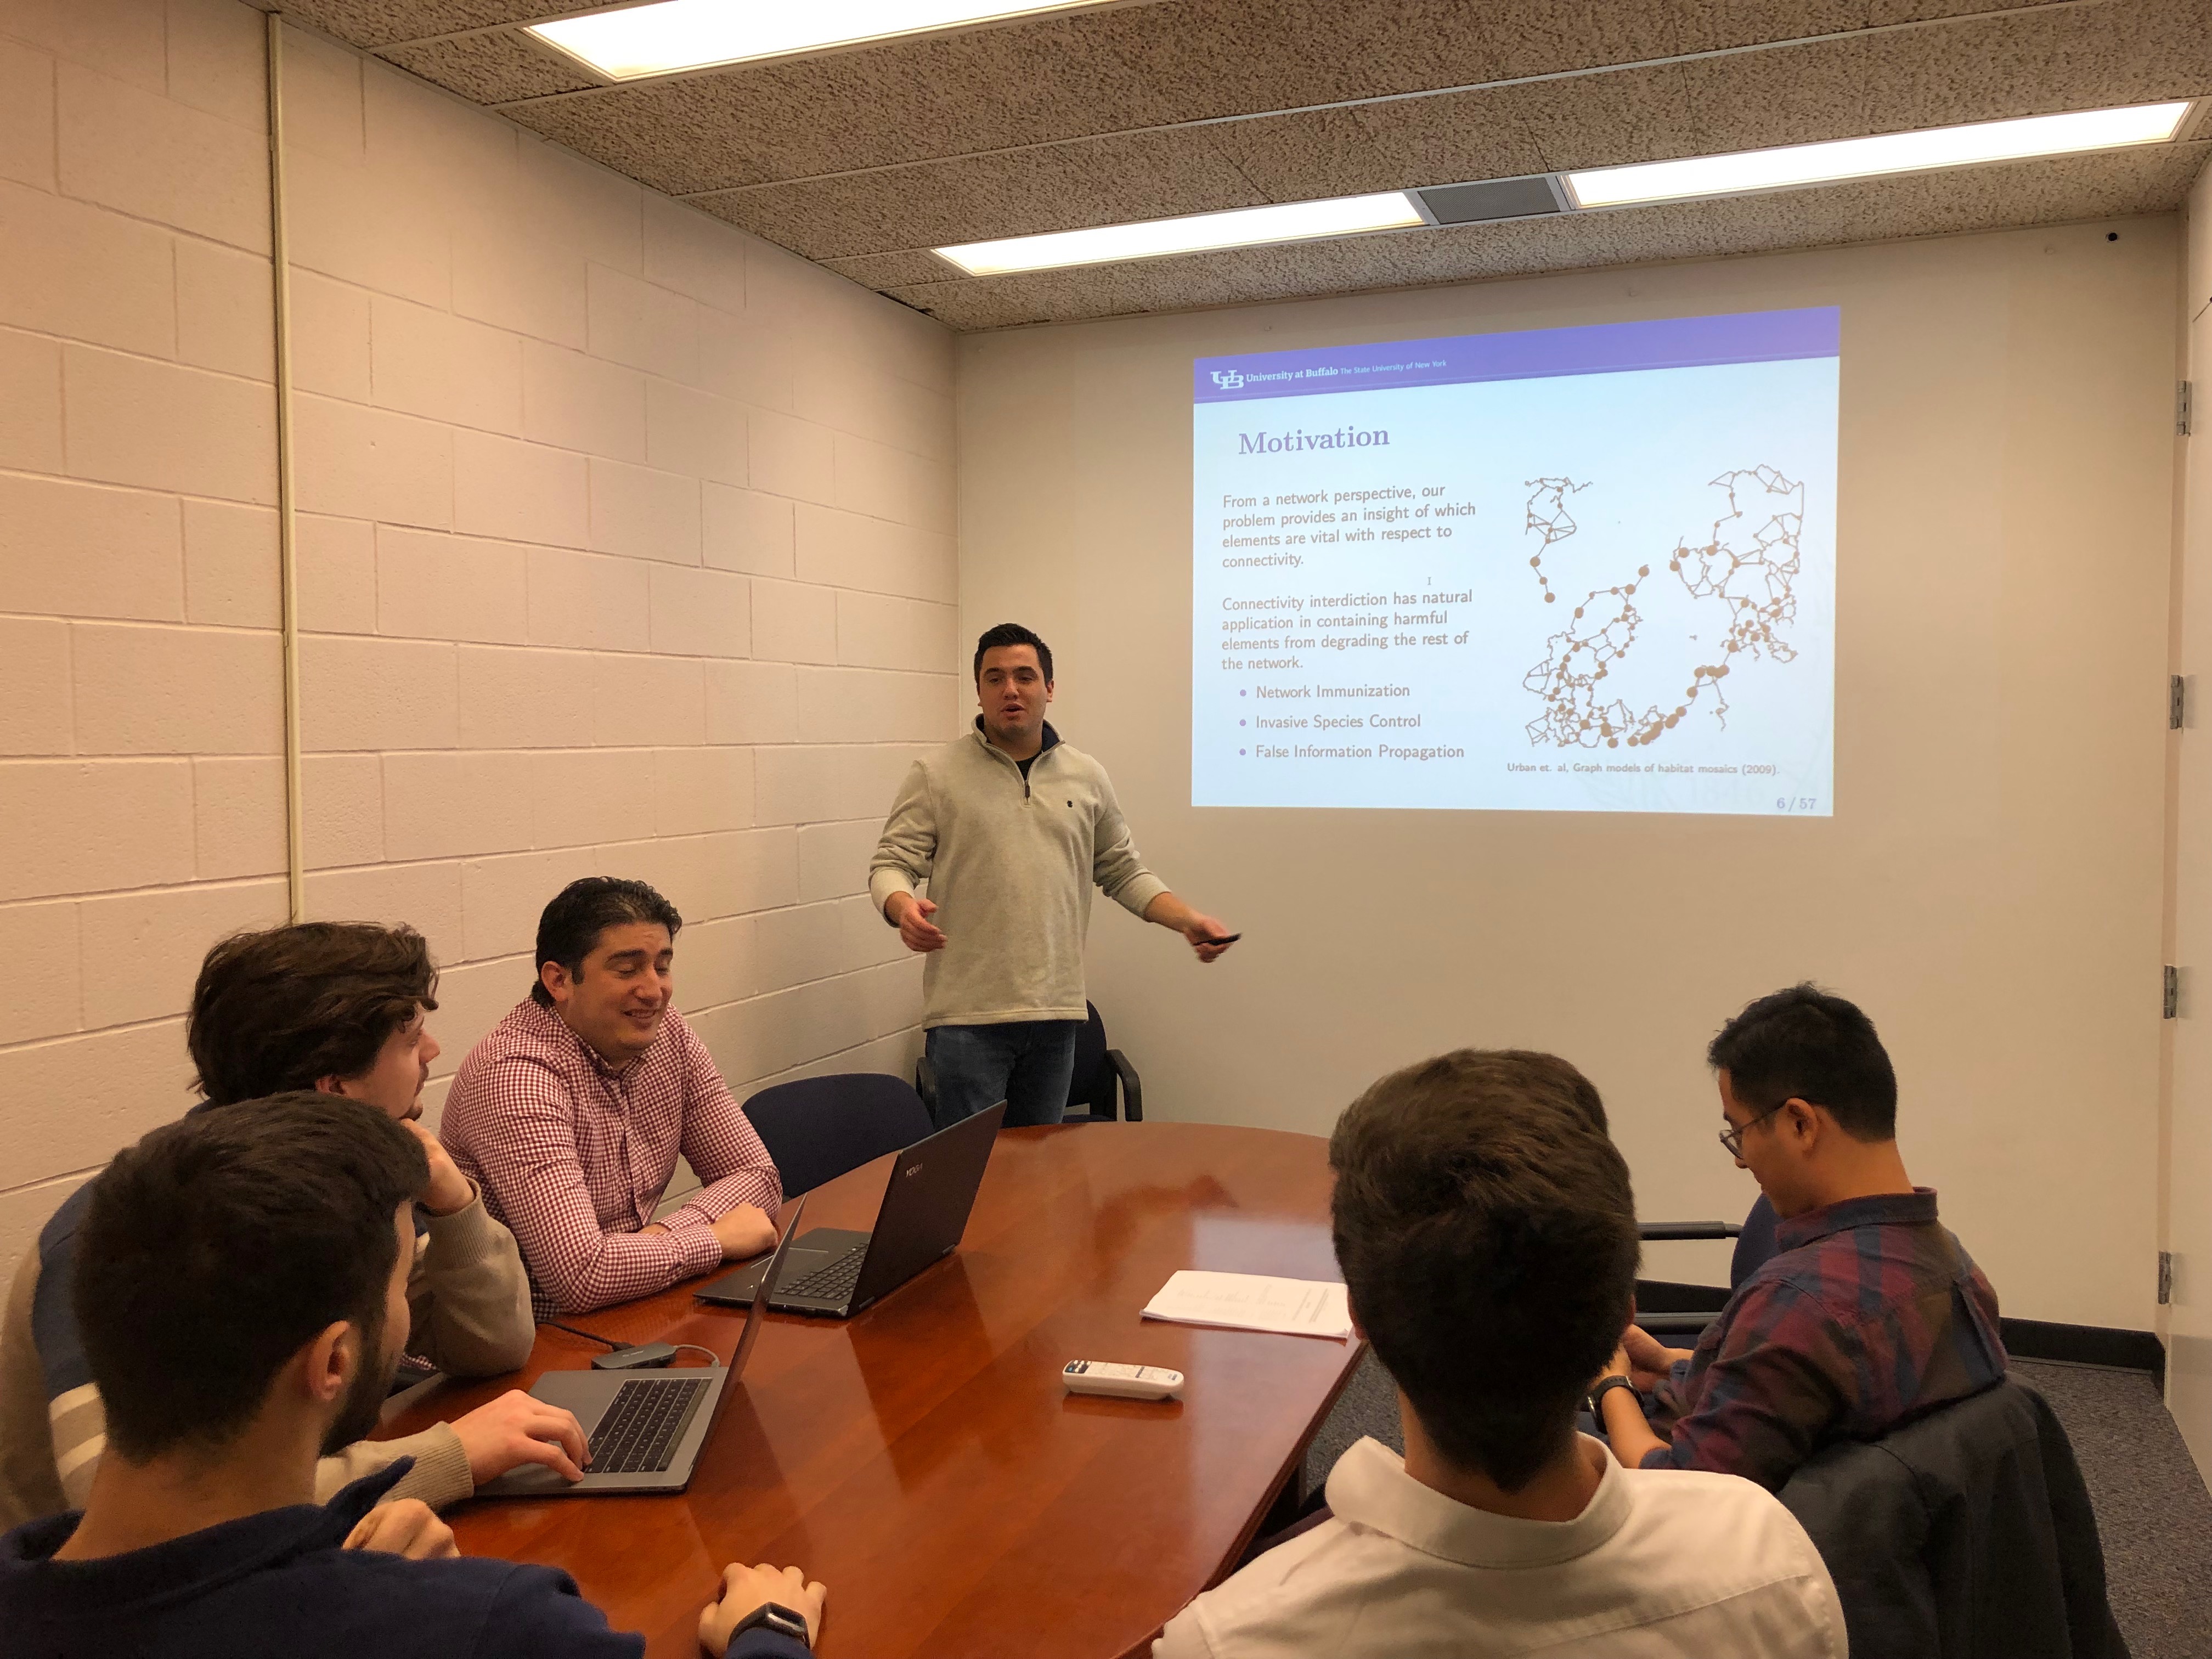 UB University at Buffalo The State University of New York
Motivation
From a network perspective, our
problem provides an insight of which
elements are vital with respect to
connectivity.
Connectivity interdiction has natural
application in containing harmful
elements from degrading the rest of
the network.
• Network Immunization
• Invasive Species Control
• False Information Propagation
Urban et. al, Graph models of habitat mosaics (2009).
6 / 57
YOGA